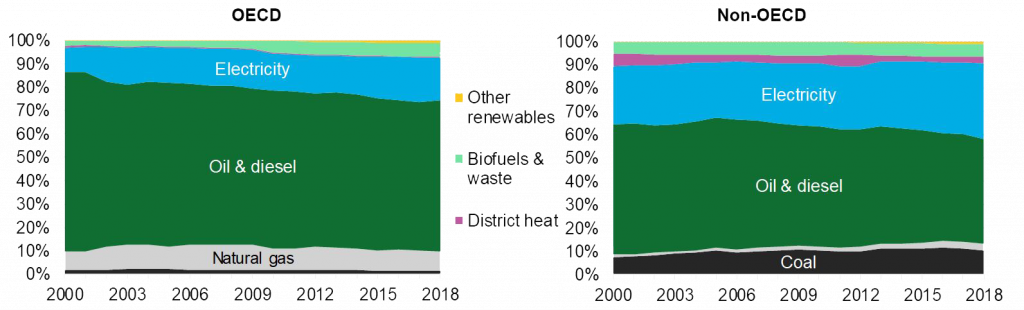 OECD
100%
90%
80%
70%
60%
50%
40%
30%
20%
10%
0%
Electricity
Oil & diesel
Natural gas
2000
2003
2006
2009
2012
2015
2018
Other
renewables
Biofuels &
waste
District heat
Non-OECD
100%
90%
80%
70%
60%
50%
40%
30%
20%
10%
0%
Electricity
Oil & diesel
Coal
2000
2003
2006
2009
2012
2015
2018